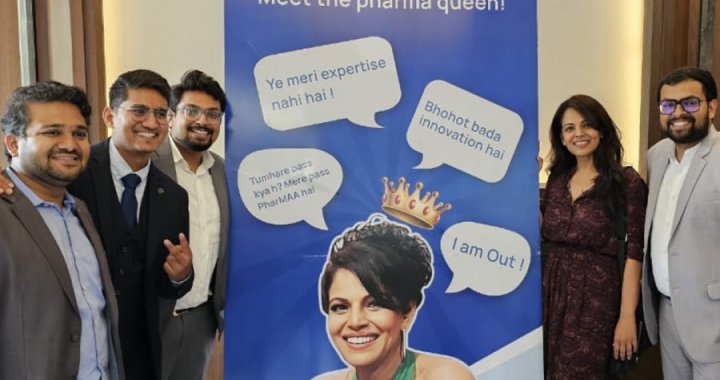 Meet the pharma queen!
Ye meri expertise
nahi hai !
Bhohot bada
innovation hai
Tumhare pass
kya h? Mere pass
PharMAA hai
I am Out !